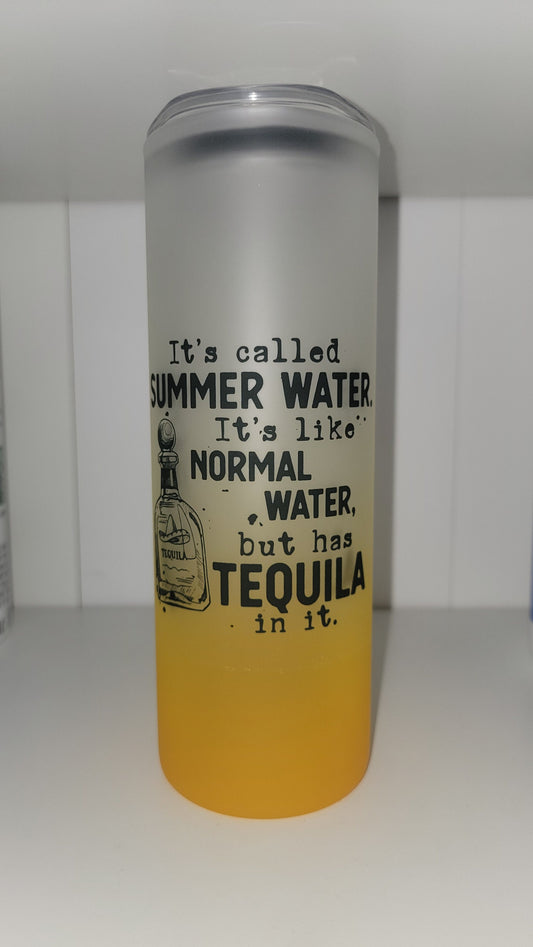 It's called
SUMMER WATER.
It's like
NORMAL
WATER,
but has
TEQUILA
in it.
TEQUILA